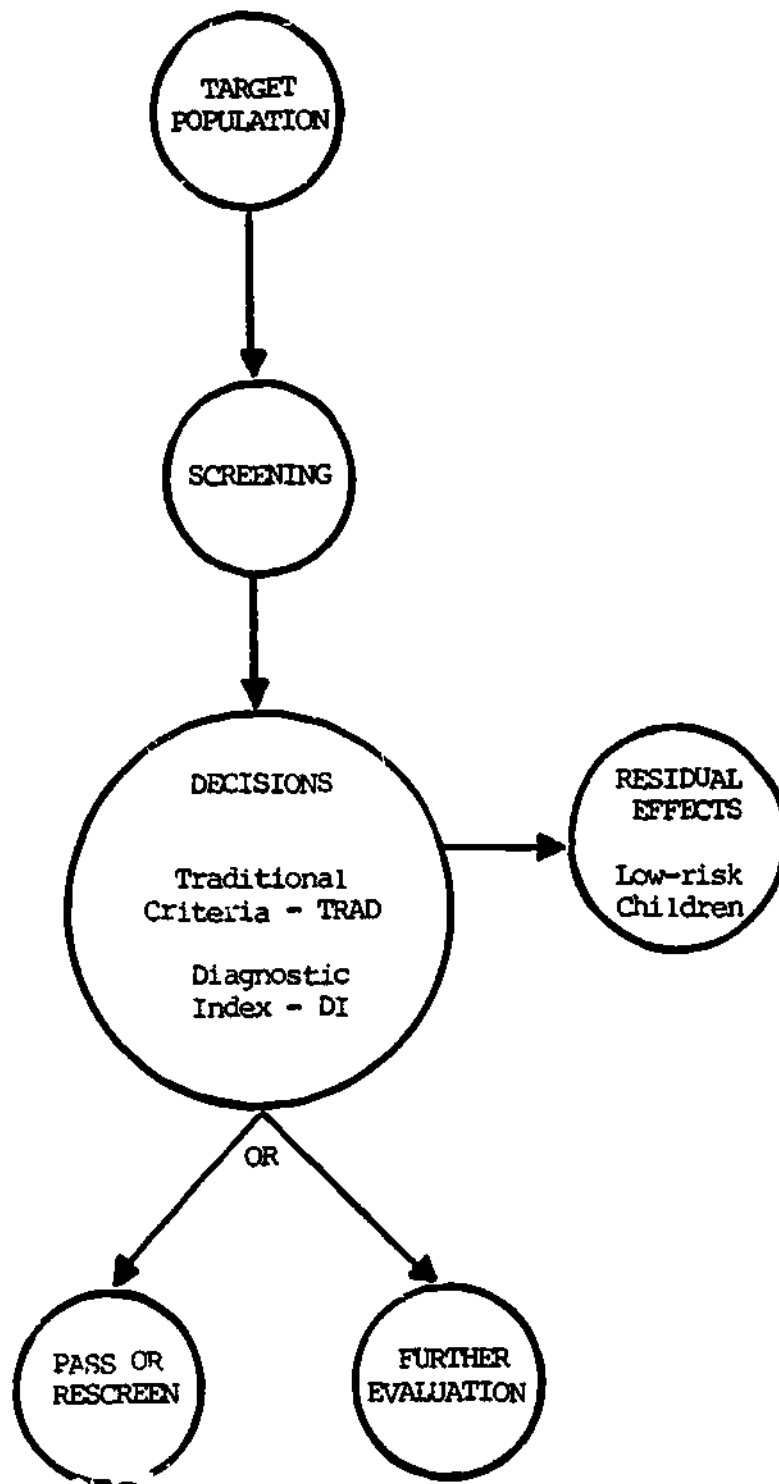 TARGET
POPULATION
SCREENING
DECISIONS
Traditional
Criteria - TRAD
Diagnostic
Index - DI
RESIDUAL
EFFECTS
Low-risk
Children
OR
PASS OR
RESCREEN
FURTHER
EVALUATION